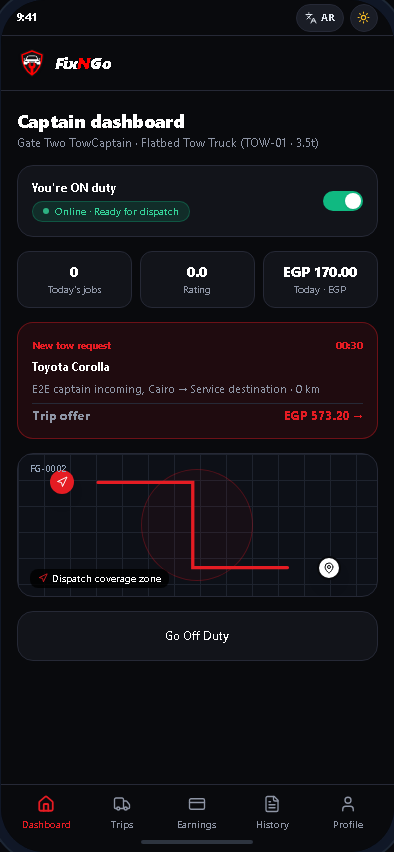 9:41
AR
FixNGo
Captain dashboard
Gate Two TowCaptain · Flatbed Tow Truck (TOW-01 · 3.5t)
You're ON duty
Online · Ready for dispatch
0
Today's jobs
0.0
Rating
EGP 170.00
Today · EGP
New tow request
00:30
Toyota Corolla
E2E captain incoming, Cairo → Service destination · 0 km
Trip offer
EGP 573.20 →
FG-0002
Dispatch coverage zone
Go Off Duty
Dashboard
Trips
Earnings
History
Profile